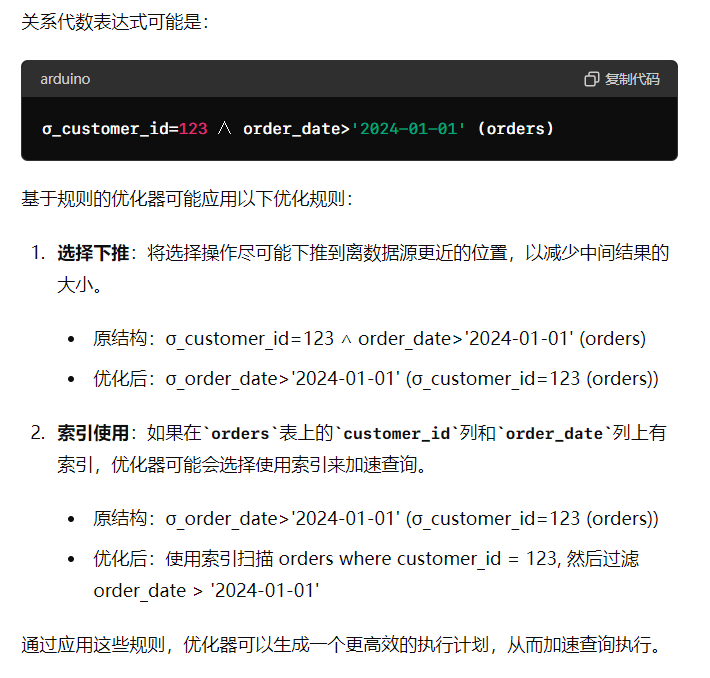 关系代数表达式可能是：
arduino 复制代码
σ_customer_id=123 ∧ order_date>'2024-01-01' (orders)
基于规则的优化器可能应用以下优化规则：
1. 选择下推：将选择操作尽可能下推到离数据源更近的位置，以减少中间结果的
大小。
• 原结构：σ_customer_id=123 ∧ order_date>'2024-01-01' (orders)
• 优化后：σ_order_date>'2024-01-01' (σ_customer_id=123 (orders))
2. 索引使用：如果在`orders`表上的`customer_id`列和`order_date`列上有
索引，优化器可能会选择使用索引来加速查询。
• 原结构：σ_order_date>'2024-01-01' (σ_customer_id=123 (orders))
• 优化后：使用索引扫描 orders where customer_id = 123, 然后过滤
order_date > '2024-01-01'
通过应用这些规则，优化器可以生成一个更高效的执行计划，从而加速查询执行。